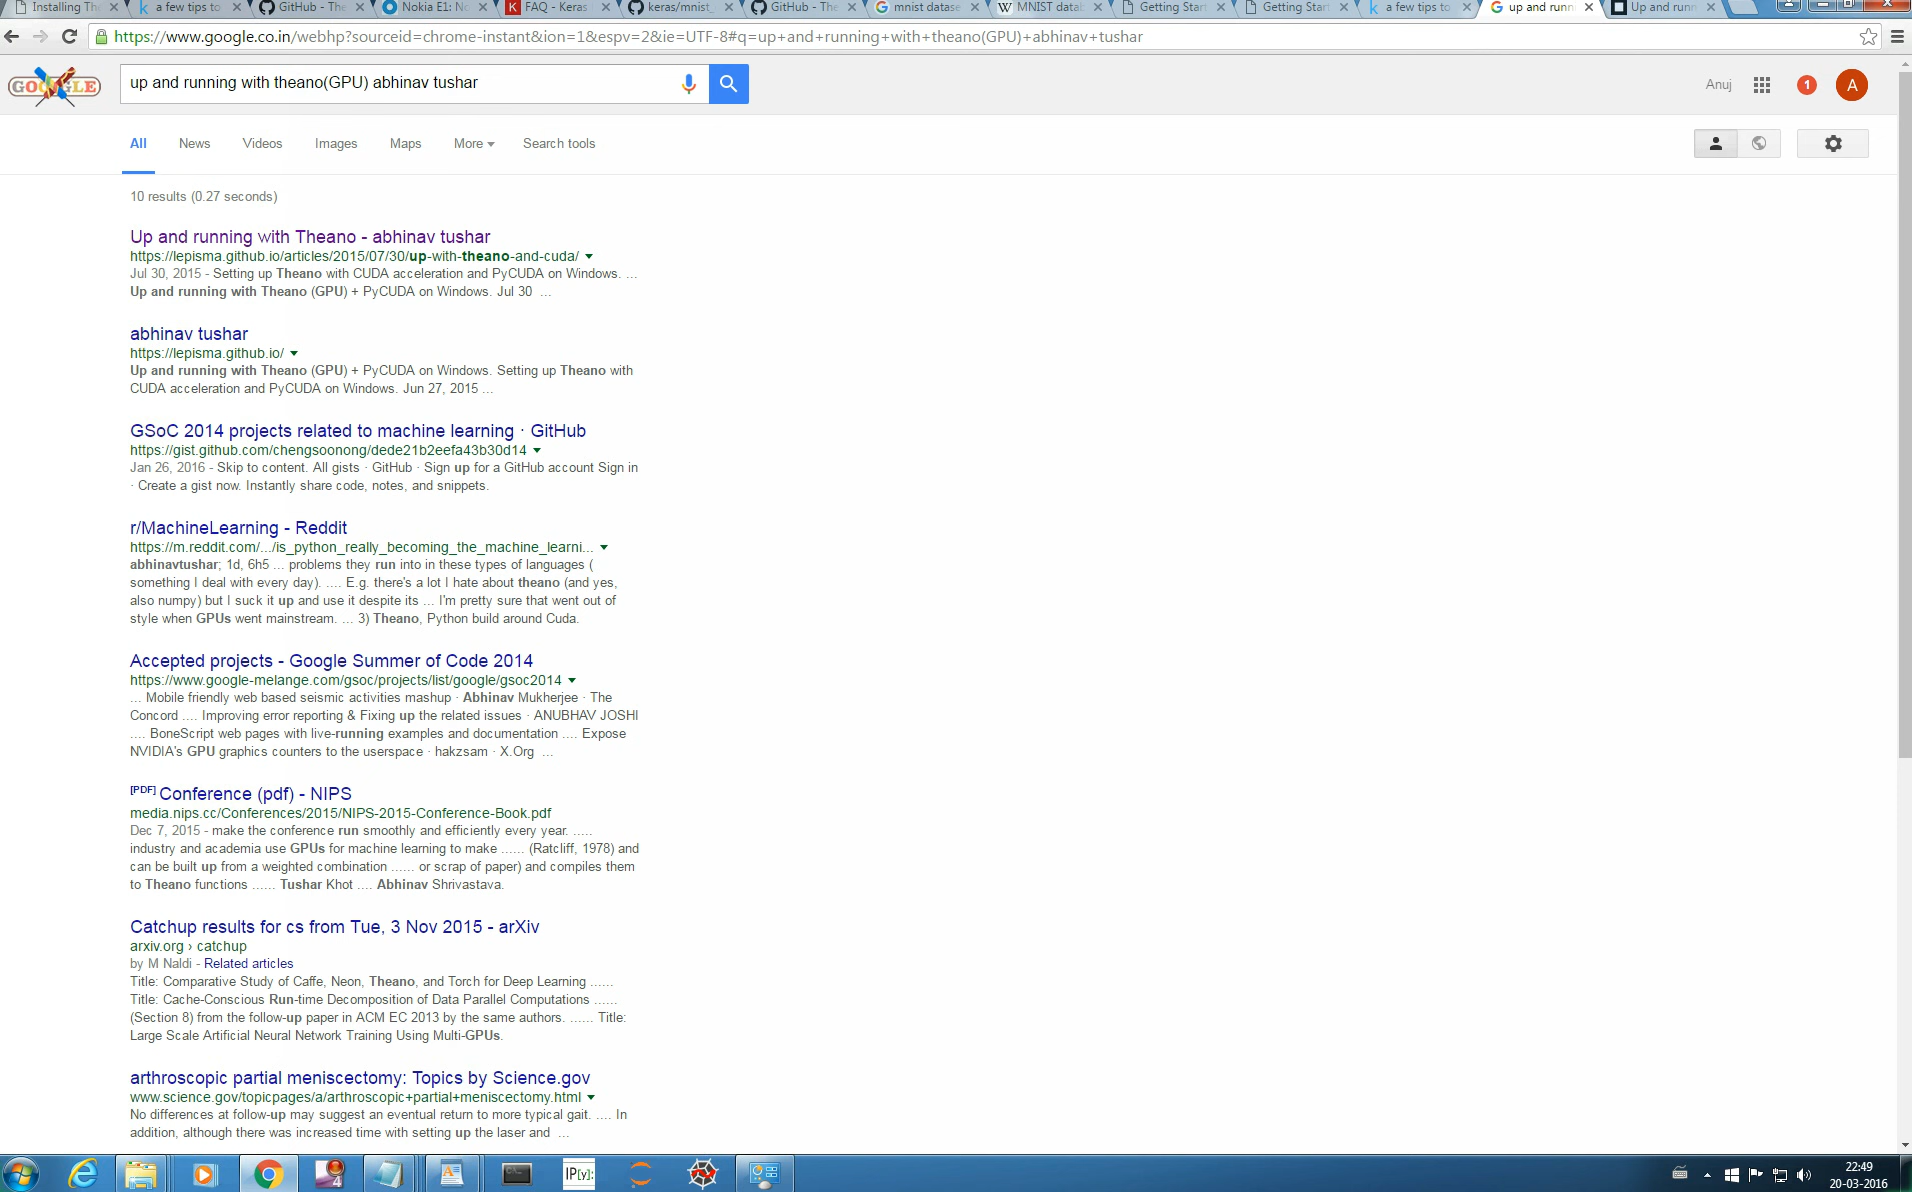 Installing The
a few tips to
GitHub - The
Nokia E1: No
FAQ - Keras
keras/mnist_
GitHub - The
mnist datase
MNIST data
Getting Star
Getting Star
a few tips to
up and runn
Up and runn
https://www.google.co.in/webhp?sourceid=chrome-instant&ion=1&espv=2&ie=UTF-8#q=up+and+running+with+theano(GPU)+abhinav+tushar
GOOGLE
up and running with theano(GPU) abhinav tushar
Anuj
1
A
All
News
Videos
Images
Maps
More
Search tools
10 results (0.27 seconds)
Up and running with Theano - abhinav tushar
https://lepisma.github.io/articles/2015/07/30/up-with-theano-and-cuda/
Jul 30, 2015 - Setting up Theano with CUDA acceleration and PyCUDA on Windows. ...
Up and running with Theano (GPU) + PyCUDA on Windows. Jul 30 ...
abhinav tushar
https://lepisma.github.io/
Up and running with Theano (GPU) + PyCUDA on Windows. Setting up Theano with
CUDA acceleration and PyCUDA on Windows. Jun 27, 2015 ...
GSoC 2014 projects related to machine learning · GitHub
https://gist.github.com/chengsoonong/dede21b2eefa43b30d14
Jan 26, 2016 - Skip to content. All gists · GitHub · Sign up for a GitHub account Sign in
· Create a gist now. Instantly share code, notes, and snippets.
r/MachineLearning - Reddit
https://m.reddit.com/.../is_python_really_becoming_the_machine_learni...
abhinavtushar; 1d, 6h5 ... problems they run into in these types of languages (
something I deal with every day). .... E.g. there's a lot I hate about theano (and yes,
also numpy) but I suck it up and use it despite its ... I'm pretty sure that went out of
style when GPUs went mainstream. ... 3) Theano, Python build around Cuda.
Accepted projects - Google Summer of Code 2014
https://www.google-melange.com/gsoc/projects/list/google/gsoc2014
... Mobile friendly web based seismic activities mashup · Abhinav Mukherjee · The
Concord .... Improving error reporting & Fixing up the related issues · ANUBHAV JOSHI
.... BoneScript web pages with live-running examples and documentation .... Expose
NVIDIA's GPU graphics counters to the userspace · hakzsam · X.Org ...
[PDF] Conference (pdf) - NIPS
media.nips.cc/Conferences/2015/NIPS-2015-Conference-Book.pdf
Dec 7, 2015 - make the conference run smoothly and efficiently every year. .....
industry and academia use GPUs for machine learning to make ...... (Ratcliff, 1978) and
can be built up from a weighted combination ...... or scrap of paper) and compiles them
to Theano functions ...... Tushar Khot .... Abhinav Shrivastava.
Catchup results for cs from Tue, 3 Nov 2015 - arXiv
arxiv.org › catchup
by M Naldi - Related articles
Title: Comparative Study of Caffe, Neon, Theano, and Torch for Deep Learning ......
Title: Cache-Conscious Run-time Decomposition of Data Parallel Computations ......
(Section 8) from the follow-up paper in ACM EC 2013 by the same authors. ...... Title:
Large Scale Artificial Neural Network Training Using Multi-GPUs.
arthroscopic partial meniscectomy: Topics by Science.gov
www.science.gov/topicpages/a/arthroscopic+partial+meniscectomy.html
No differences at follow-up may suggest an eventual return to more typical gait. .... In
addition, although there was increased time with setting up the laser and ...
4
IP[y]:
22:49
20-03-2016